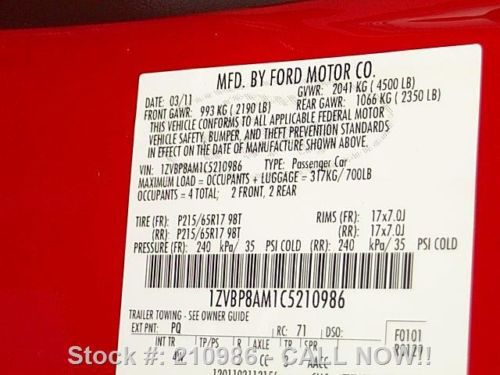 MFD. BY FORD MOTOR CO.
DATE: 03/11 GVWR: 2041 KG ( 4500 LB)
FRONT GAWR: 993 KG ( 2190 LB) REAR GAWR: 1066 KG ( 2350 LB)
THIS VEHICLE CONFORMS TO ALL APPLICABLE FEDERAL MOTOR
VEHICLE SAFETY, BUMPER, AND THEFT PREVENTION STANDARDS
IN EFFECT ON THE DATE OF MANUFACTURE SHOWN ABOVE.
VIN: 1ZVBP8AM1C5210986 TYPE: Passenger Car
MAXIMUM LOAD = OCCUPANTS + LUGGAGE = 317KG/ 700LB
OCCUPANTS = 4 TOTAL; 2 FRONT, 2 REAR
TIRE (FR): P215/65R17 98T RIMS (FR): 17x7.0J
(RR): P215/65R17 98T (RR): 17x7.0J
PRESSURE (FR): 240 kPa/ 35 PSI COLD (RR): 240 kPa/ 35 PSI COLD
1ZVBP8AM1C5210986
TRAILER TOWING - SEE OWNER GUIDE
EXT PNT: PQ RC: 71 DSO: F0101
INT TR TP/PS R AXLE TR
Stock #: 210986 - CALL NOW!!